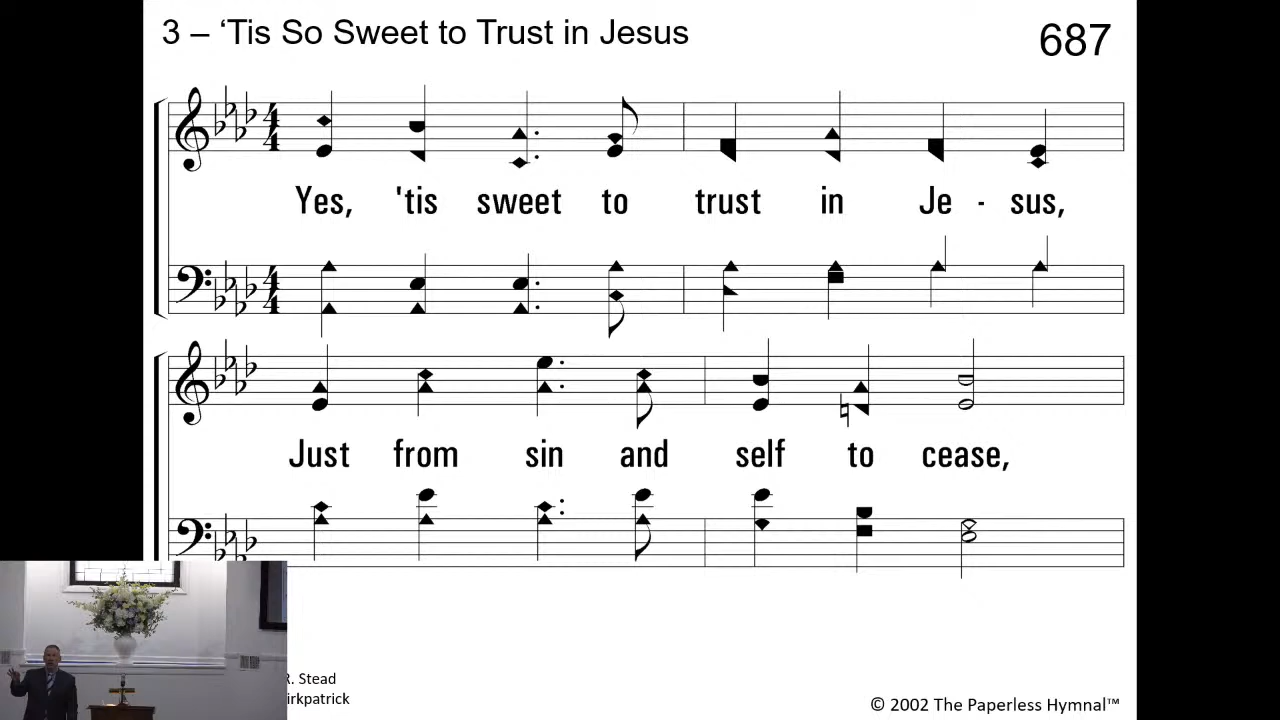 3 – ‘Tis So Sweet to Trust in Jesus
687
Yes, 'tis sweet to trust in Je - sus,
Just from sin and self to cease,
R. Stead
irkpatrick
© 2002 The Paperless Hymnal™